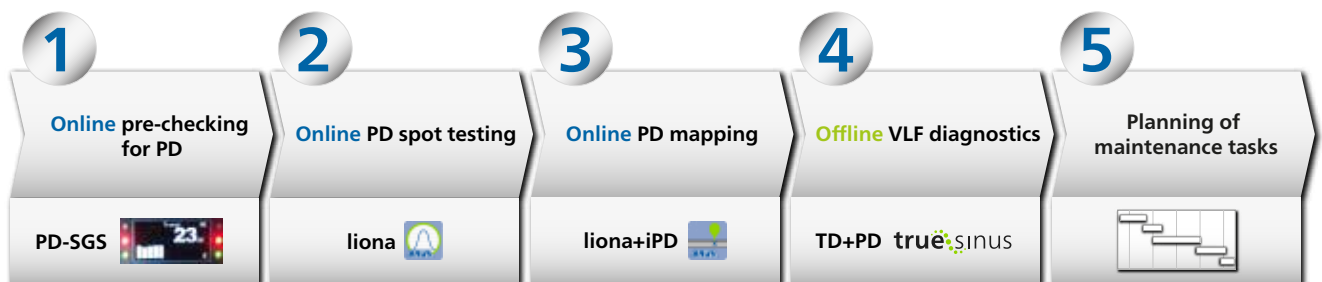 1
2
3
4
5
Online pre-checking
for PD
Online PD spot testing
Online PD mapping
Offline VLF diagnostics
Planning of
maintenance tasks
PD-SGS
23
liona
liona+iPD
TD+PD truesinus